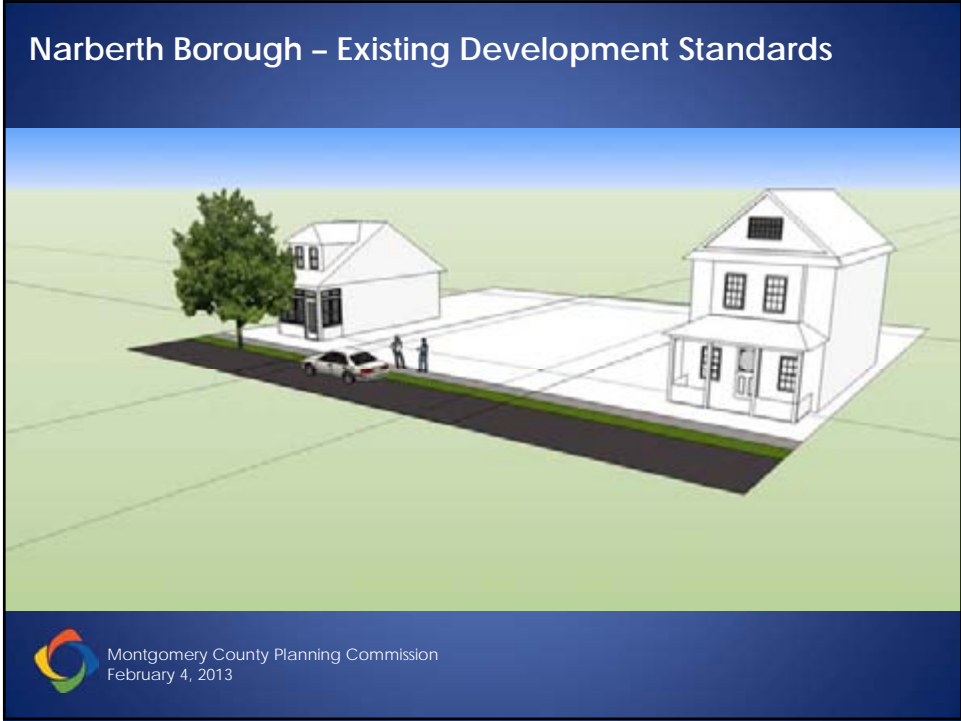 Narberth Borough – Existing Development Standards
Montgomery County Planning Commission
February 4, 2013